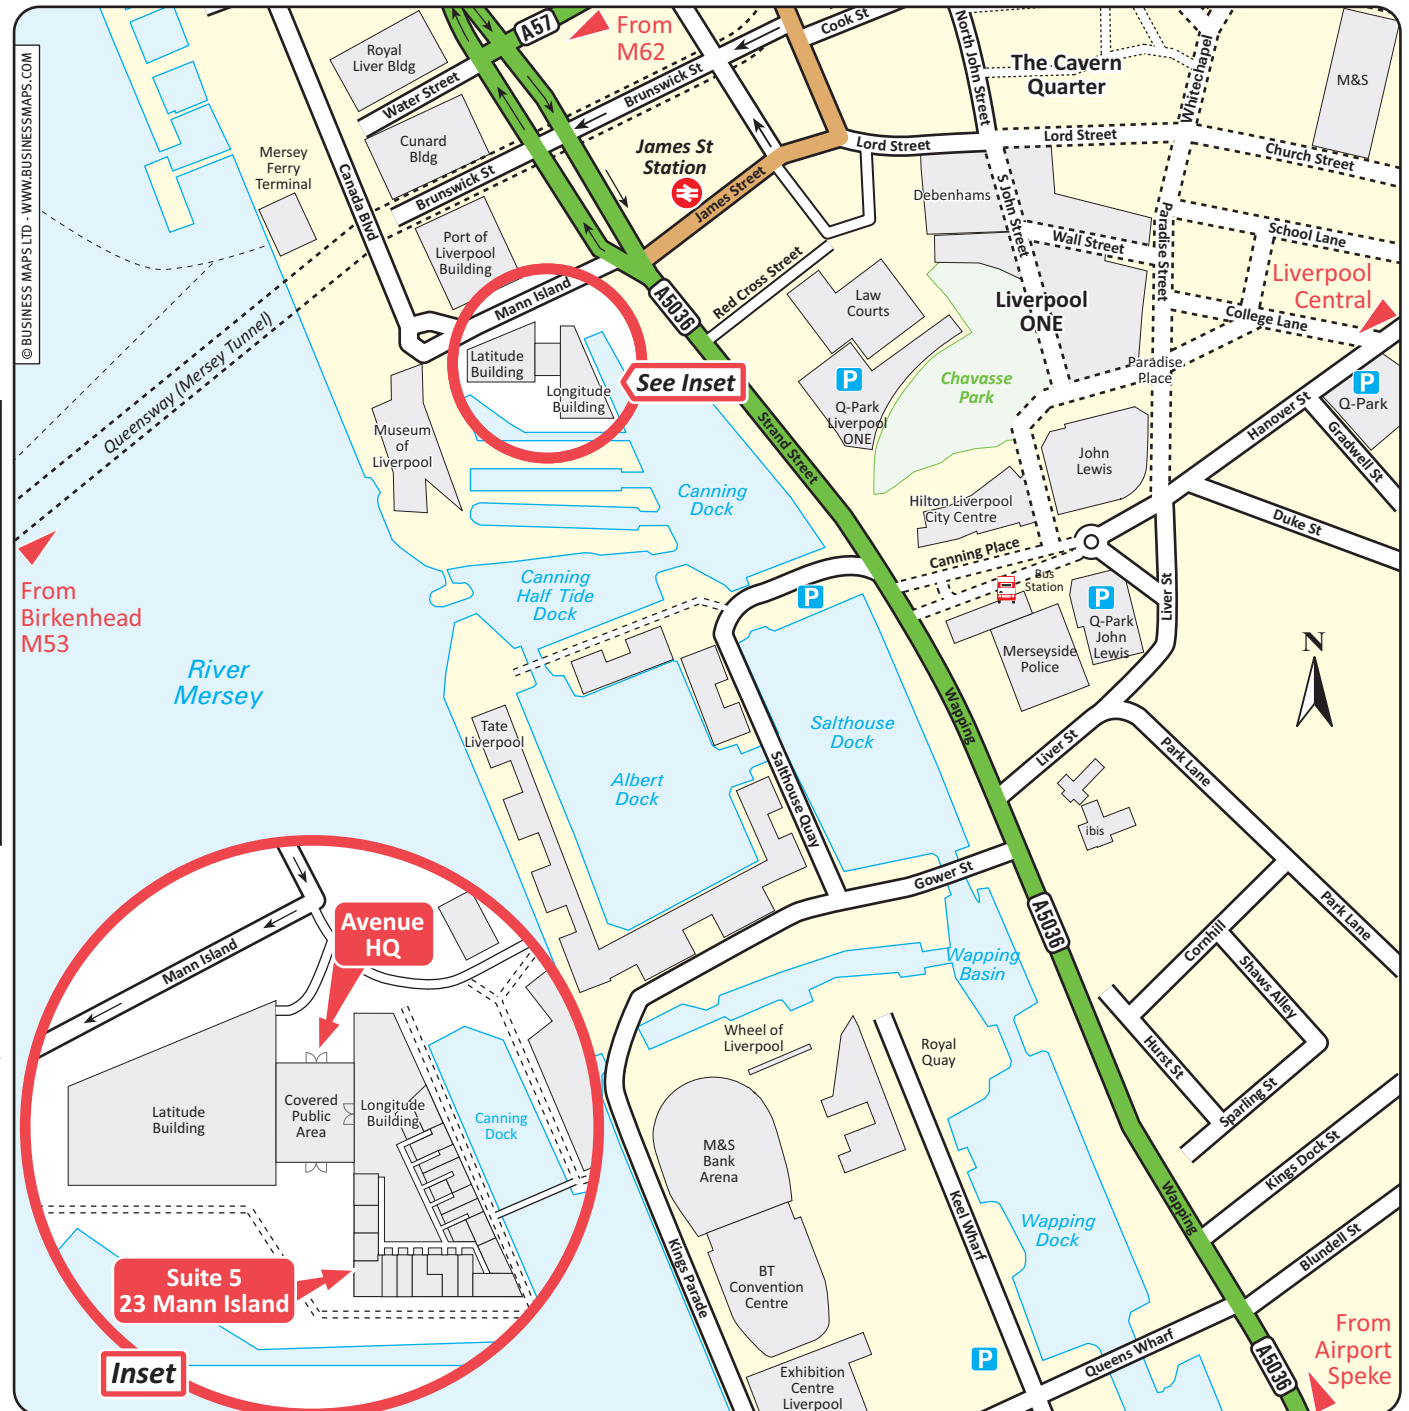 © BUSINESS MAPS LTD - WWW.BUSINESSMAPS.COM
A57
From
M62
Cook St
North John Street
The Cavern
Quarter
Whitechapel
M&S
Royal
Liver Bldg
Water Street
Brunswick St
Cunard
Bldg
Brunswick St
Mersey
Ferry
Terminal
Canada Blvd
James St
Station
James Street
Lord Street
Lord Street
Church Street
Debenhams
S John Street
Wall Street
Paradise Street
School Lane
Port of
Liverpool
Building
Mann Island
A5036
Red Cross Street
Law
Courts
Liverpool
ONE
Liverpool
Central
College Lane
Queensway (Mersey Tunnel)
Latitude
Building
Longitude
Building
See Inset
P
Q-Park
Liverpool
ONE
Chavasse
Park
Paradise
Place
P
Q-Park
Hanover St
Gradwell St
Museum
of
Liverpool
Strand Street
John
Lewis
Canning
Dock
Hilton Liverpool
City Centre
Duke St
Canning Place
Bus
Station
Liver St
From
Birkenhead
M53
Canning
Half Tide
Dock
P
P
Q-Park
John
Lewis
Merseyside
Police
N
River
Mersey
Tate
Liverpool
Albert
Dock
Salthouse
Dock
Salthouse Quay
Wapping
Liver St
Park Lane
ibis
Gower St
A5036
Park Lane
Cornhill
Shaws Alley
Wapping
Basin
Hurst St
Sparling St
Wheel of
Liverpool
Royal
Quay
Kings Dock St
M&S
Bank
Arena
Keel Wharf
Wapping
Dock
Wapping
Blundell St
Kings Parade
BT
Convention
Centre
P
Queens Wharf
Exhibition
Centre
Liverpool
A5036
From
Airport
Speke
Avenue
HQ
Mann Island
Latitude
Building
Covered
Public
Area
Longitude
Building
Canning
Dock
Suite 5
23 Mann Island
Inset